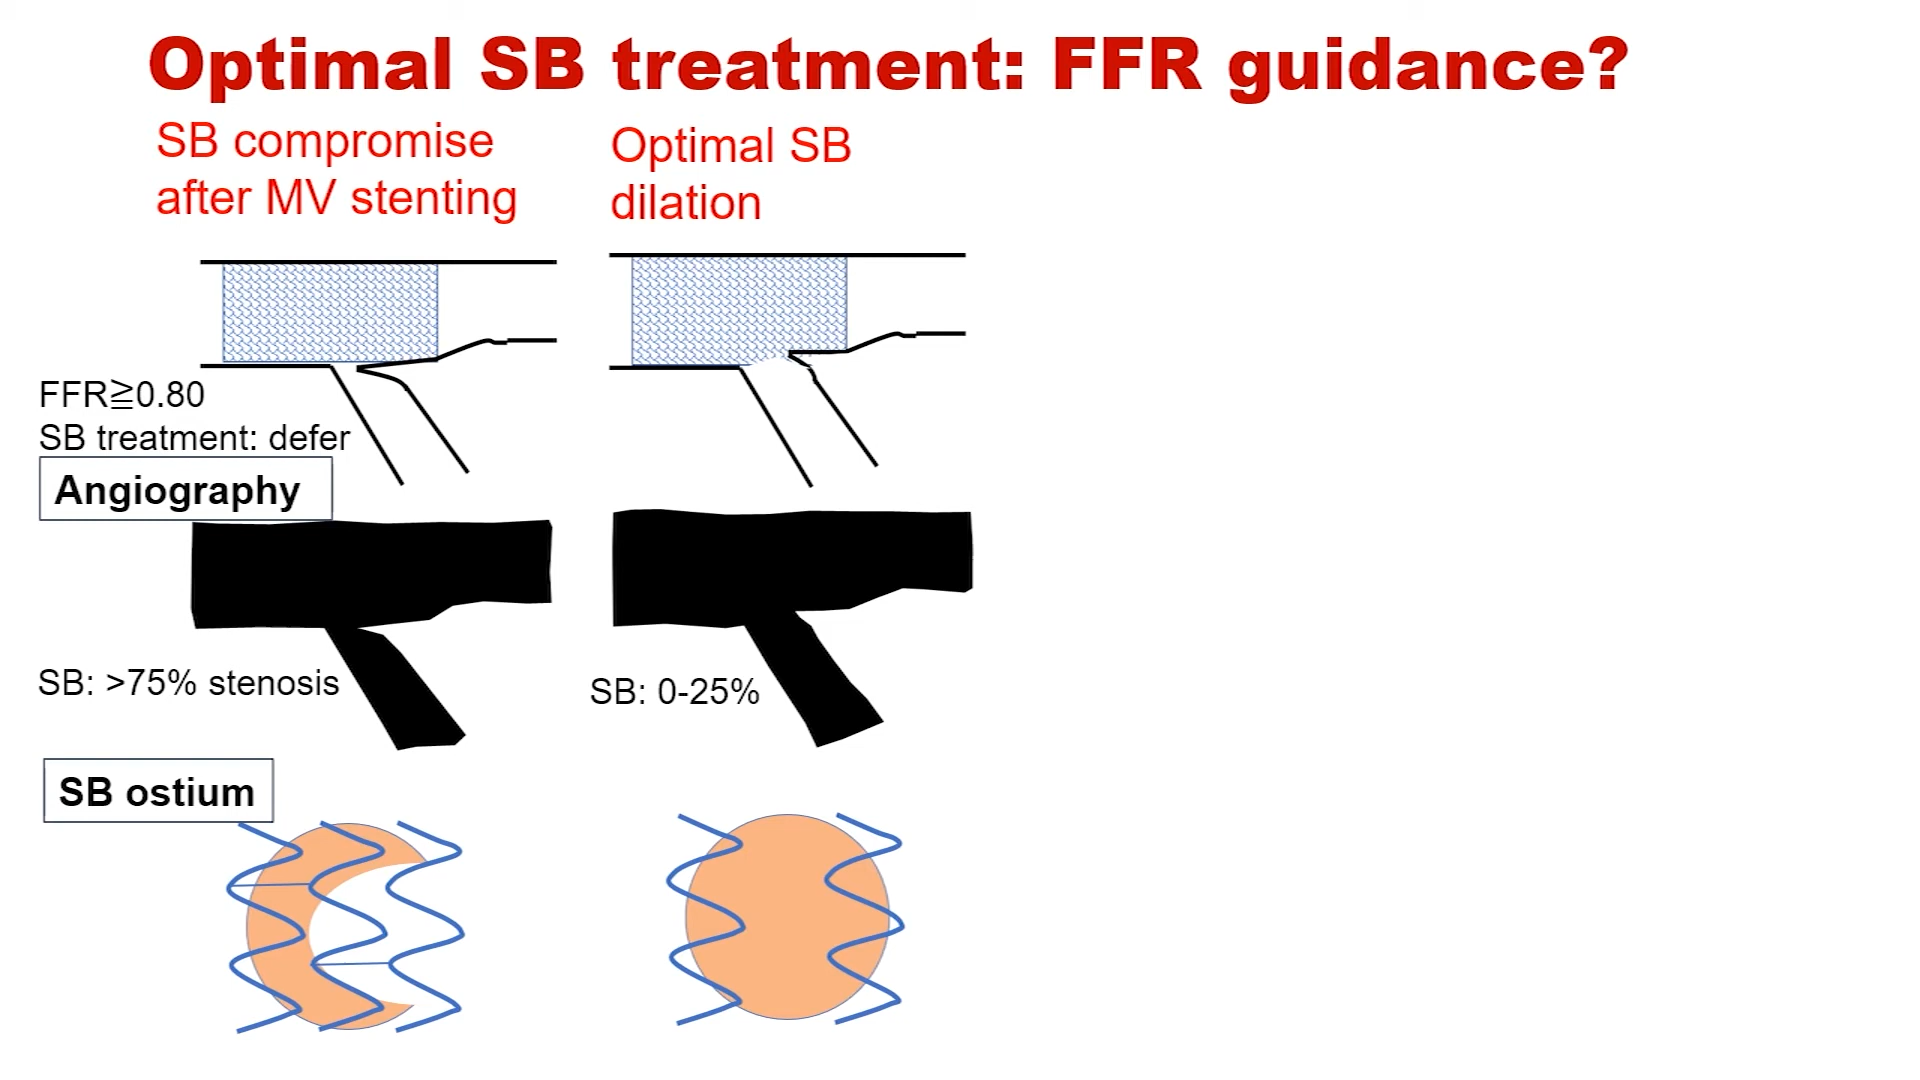 Optimal SB treatment: FFR guidance?
SB compromise
after MV stenting
Optimal SB
dilation
FFR≧0.80
SB treatment: defer
Angiography
SB: >75% stenosis
SB: 0-25%
SB ostium